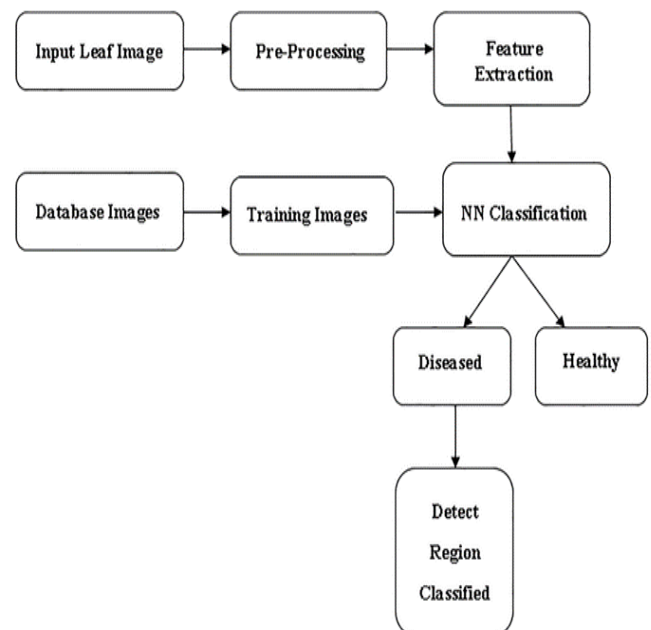 Input Leaf Image
Pre-Processing
Feature
Extraction
Database Images
Training Images
NN Classification
Diseased
Healthy
Detect
Region
Classified